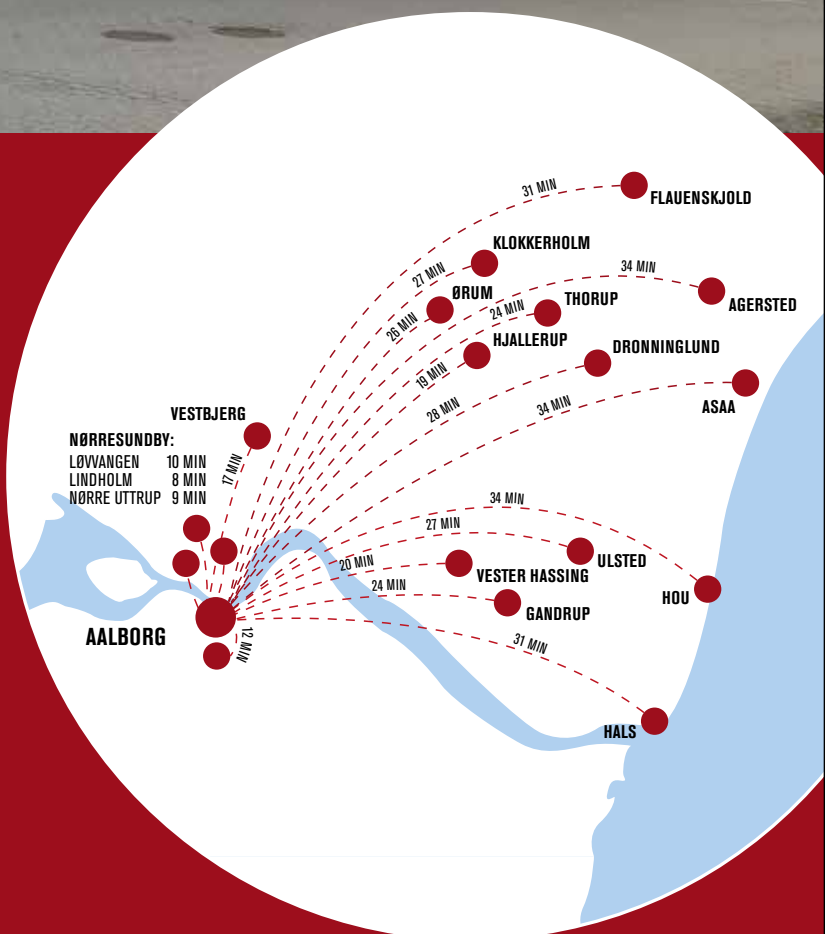 31 MIN
FLAUENSKJOLD
KLOKKERHOLM
27 MIN
34 MIN
AGERSTED
ØRUM
26 MIN
THORUP
24 MIN
HJALLERUP
19 MIN
DRONNINGLUND
28 MIN
ASAA
34 MIN
VESTBJERG
17 MIN
NØRRESUNDBY:
LØVVANGEN 10 MIN
LINDHOLM 8 MIN
NØRRE UTTRUP 9 MIN
34 MIN
HOU
27 MIN
ULSTED
20 MIN
VESTER HASSING
24 MIN
GANDRUP
AALBORG
12 MIN
31 MIN
HALS